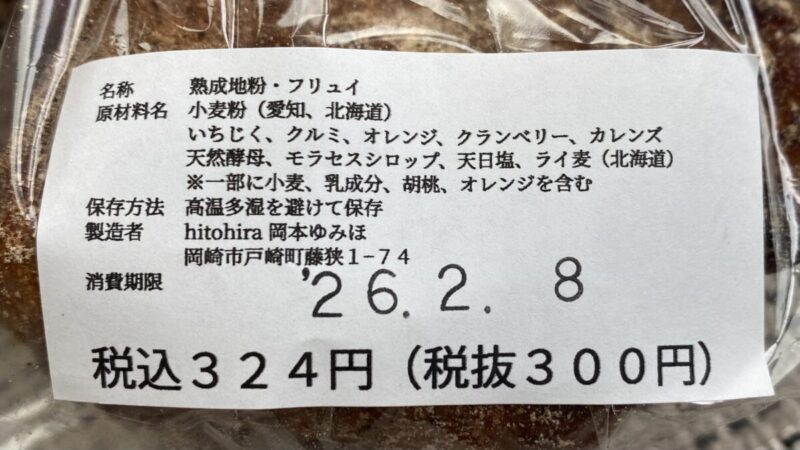 名称 熟成地粉・フリュイ
原材料名 小麦粉（愛知、北海道）
いちじく、クルミ、オレンジ、クランベリー、カレンズ
天然酵母、モラセスシロップ、天日塩、ライ麦（北海道）
※一部に小麦、乳成分、胡桃、オレンジを含む
保存方法 高温多湿を避けて保存
製造者 hitohira 岡本ゆみほ
岡崎市戸崎町藤狭１−７４
消費期限 '26.2.8
税込３２４円（税抜３００円）